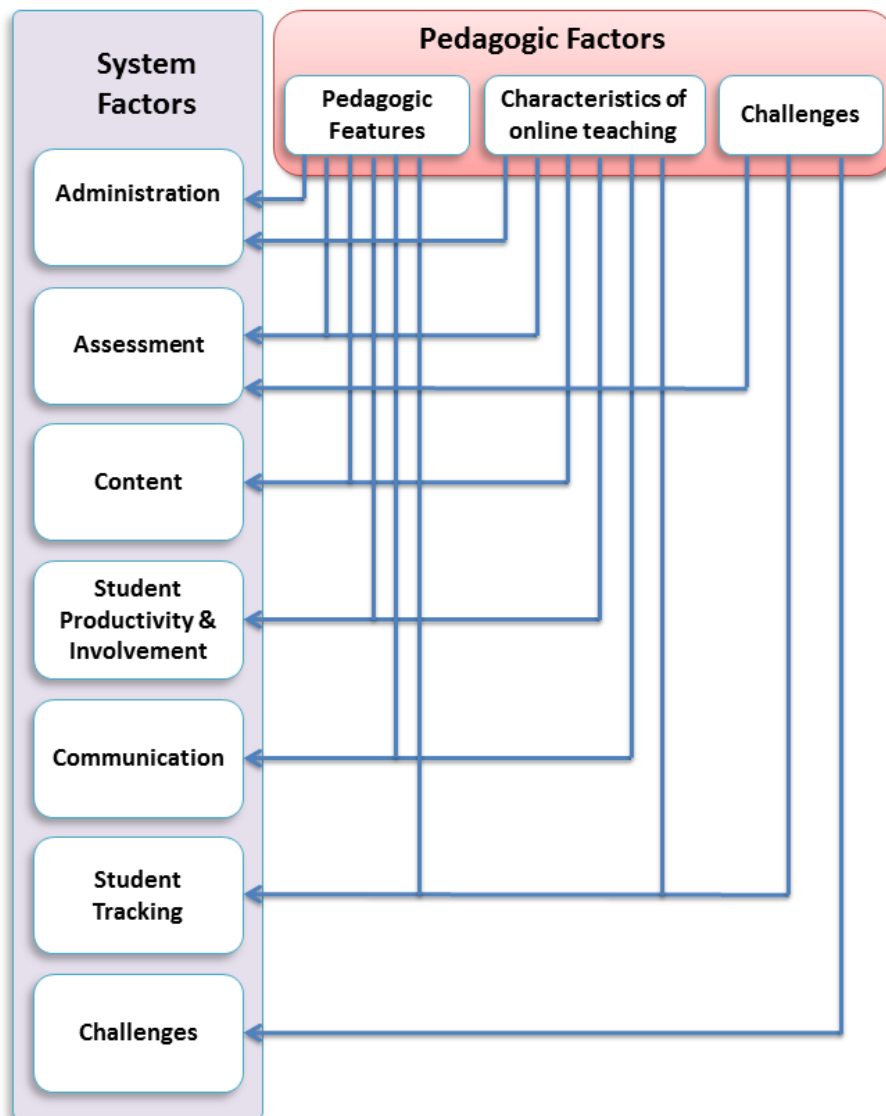 System
Factors
Pedagogic Factors
Pedagogic
Features
Characteristics of
online teaching
Challenges
Administration
Assessment
Content
Student
Productivity &
Involvement
Communication
Student
Tracking
Challenges